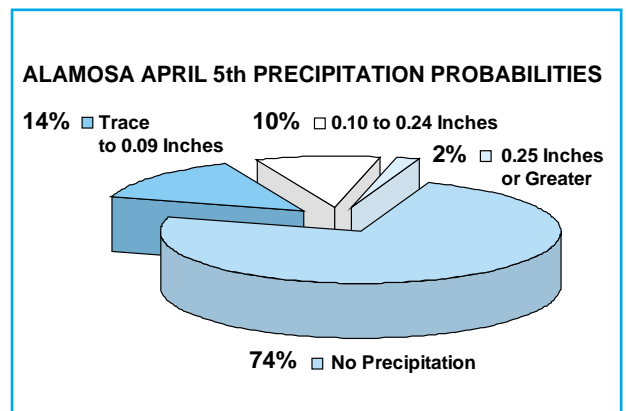 ALAMOSA APRIL 5th PRECIPITATION PROBABILITIES
14% Trace
to 0.09 Inches
10% 0.10 to 0.24 Inches
2% 0.25 Inches
or Greater
74% No Precipitation